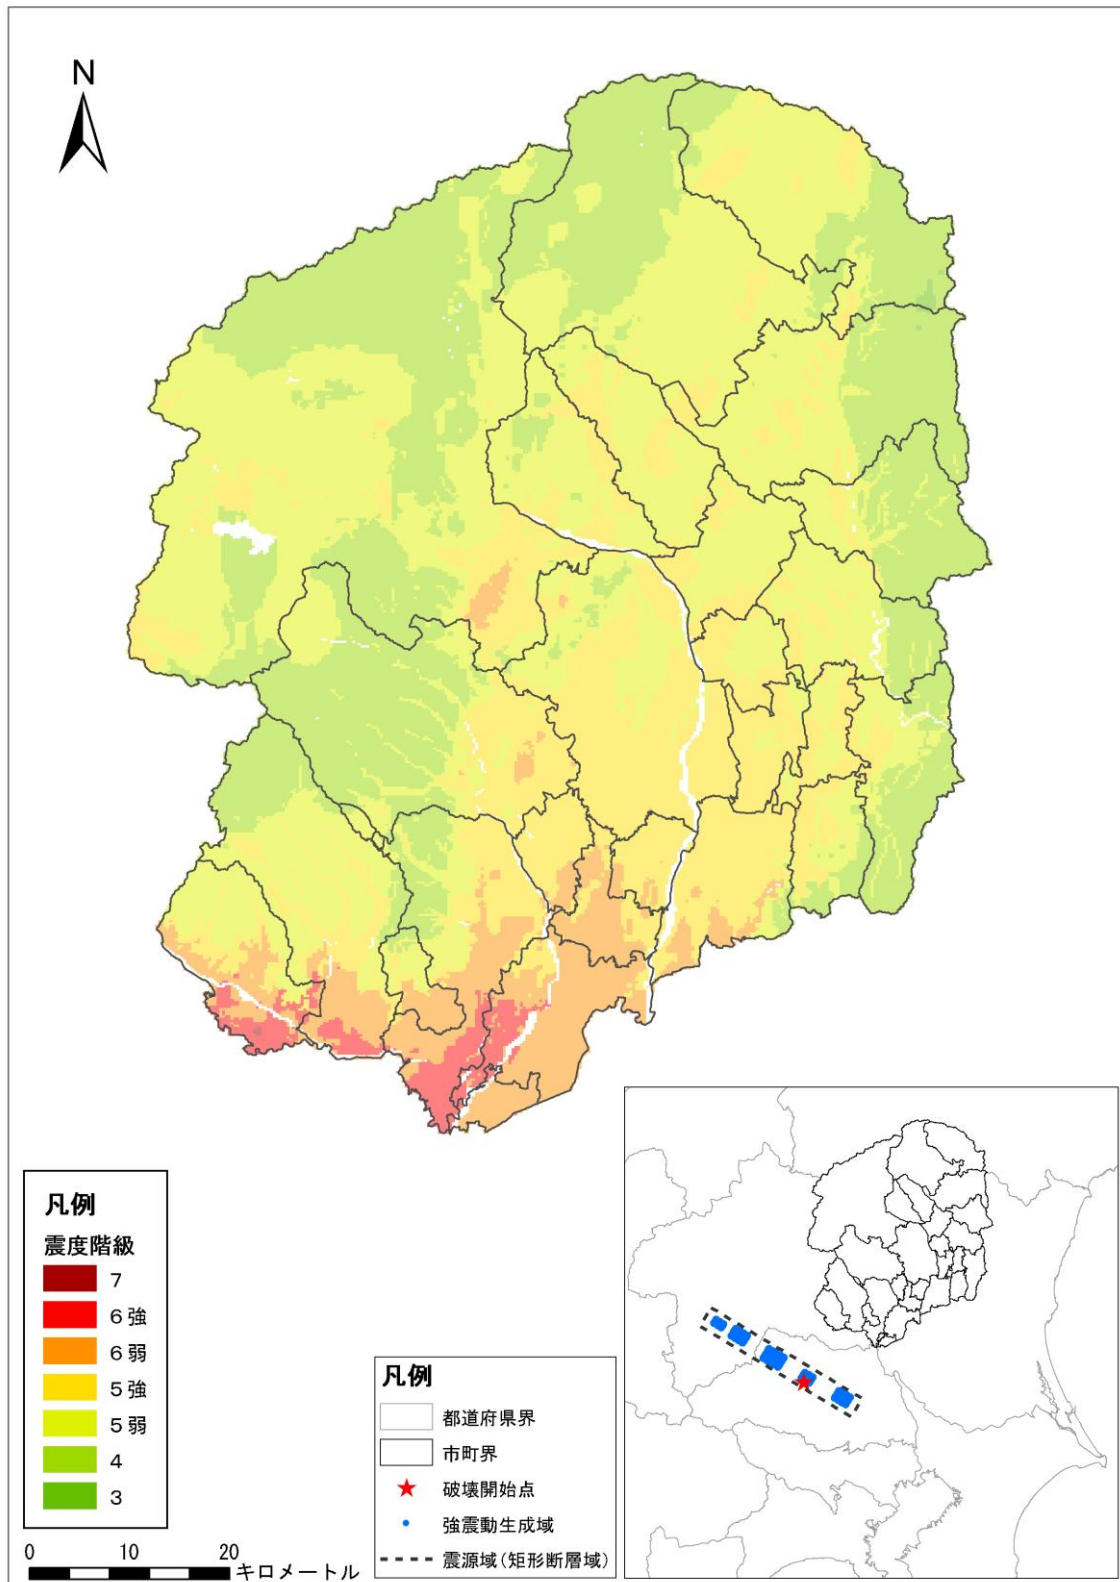 N
凡例
震度階級
7
6強
6弱
5強
5弱
4
3
0 10 20
キロメートル
凡例
都道府県界
市町界
破壊開始点
強震動生成域
震源域(矩形断層域)